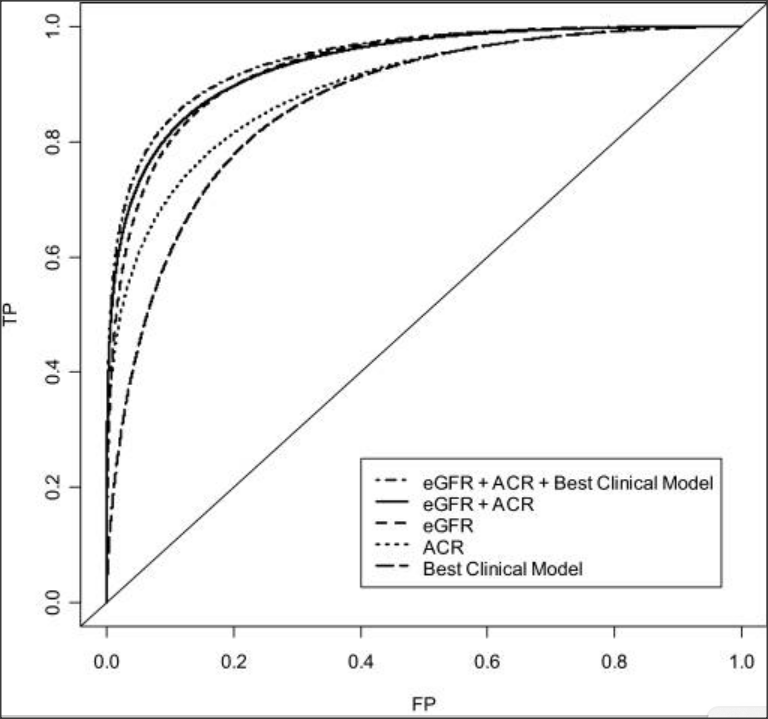 1.0
0.8
0.6
TP
0.4
0.2
0.0
eGFR + ACR + Best Clinical Model
eGFR + ACR
eGFR
ACR
Best Clinical Model
0.0 0.2 0.4 0.6 0.8 1.0
FP